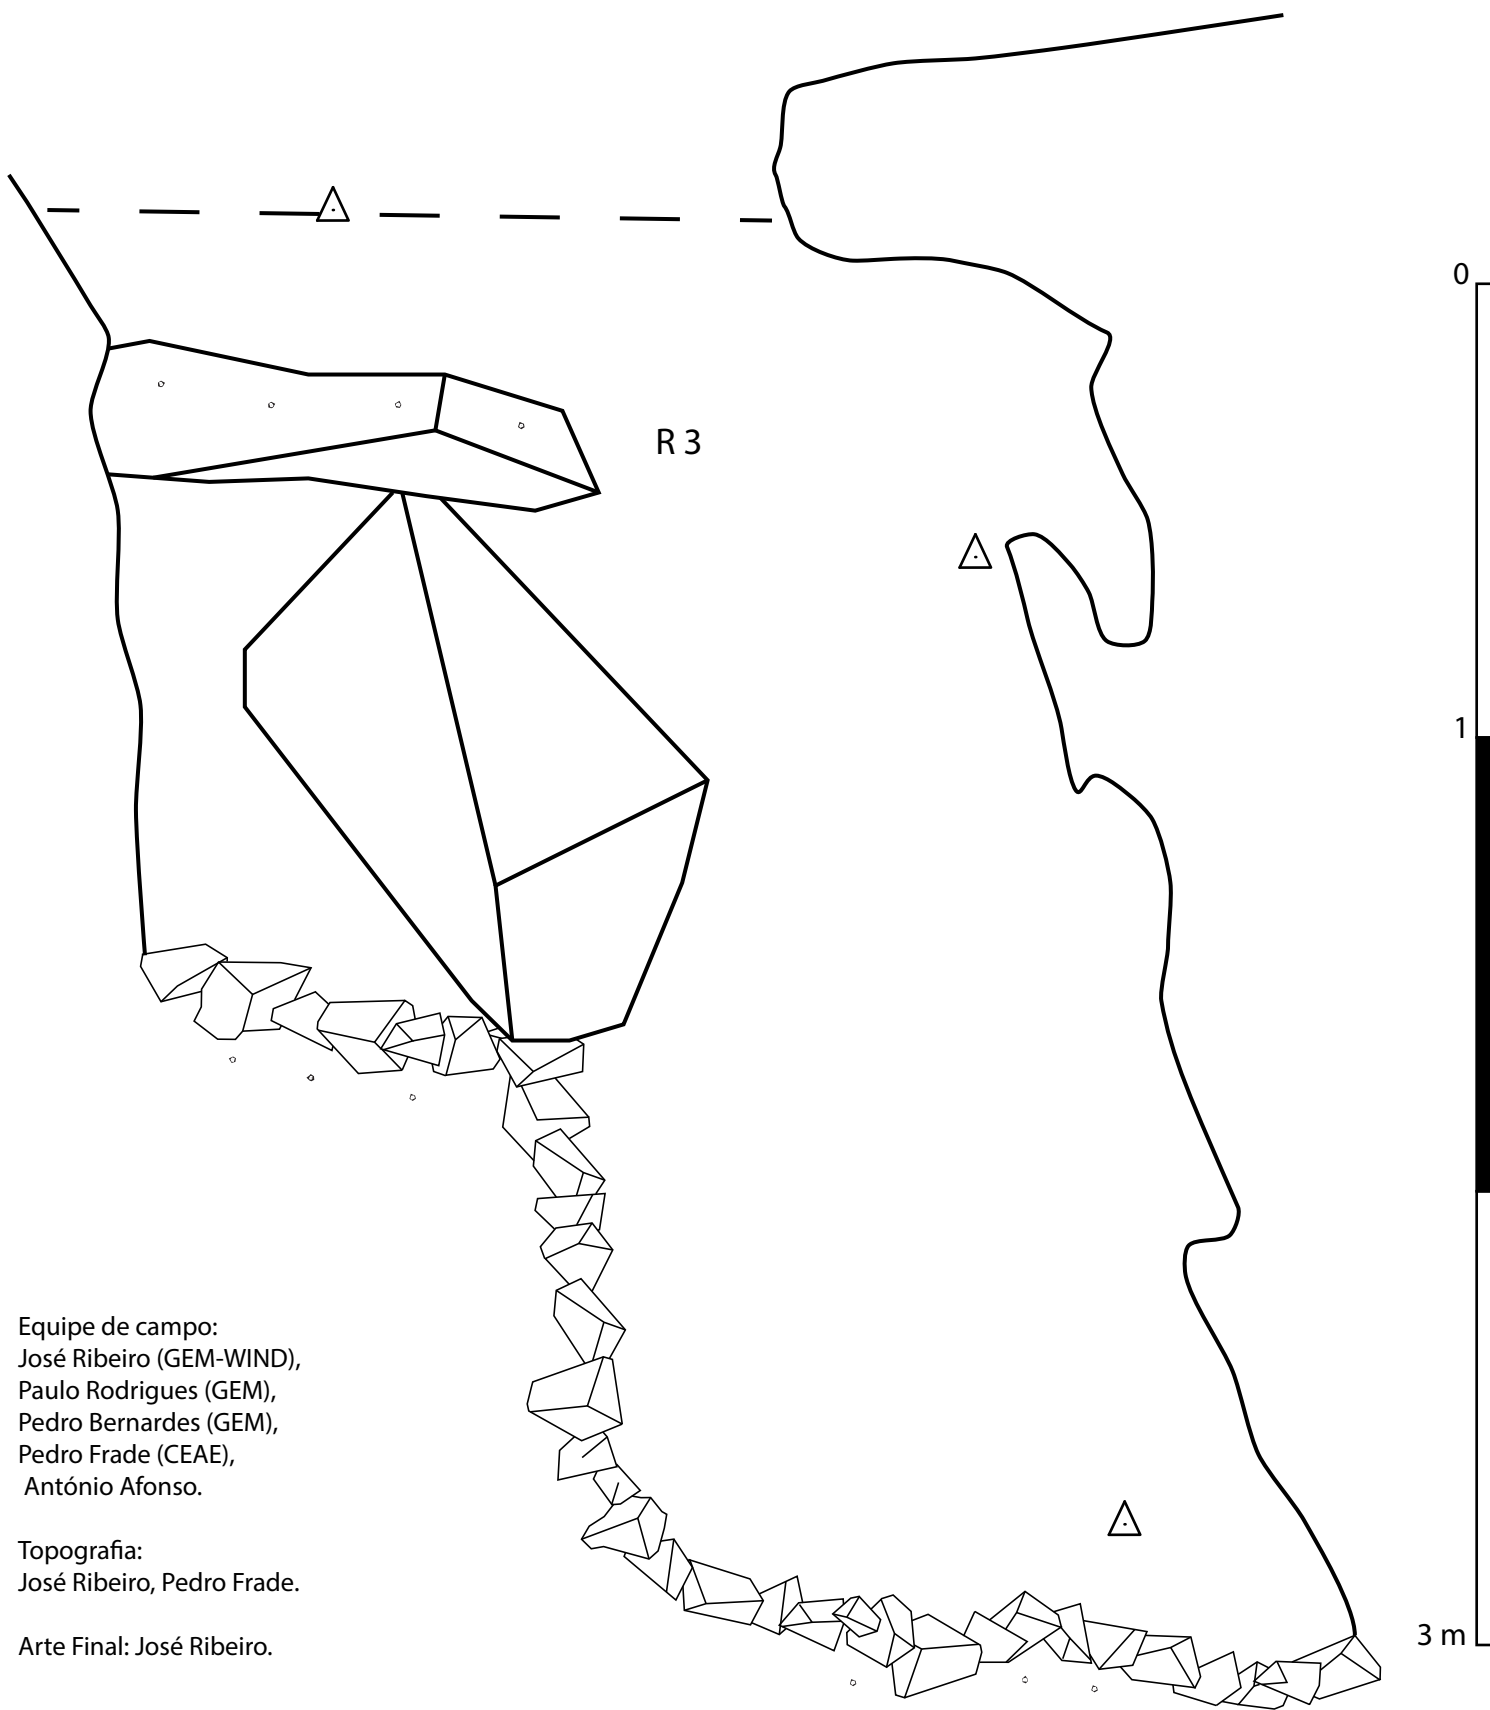 0
R 3
1
Equipe de campo:
José Ribeiro (GEM-WIND),
Paulo Rodrigues (GEM),
Pedro Bernardes (GEM),
Pedro Frade (CEAE),
António Afonso.
Topografia:
José Ribeiro, Pedro Frade.
Arte Final: José Ribeiro.
3 m